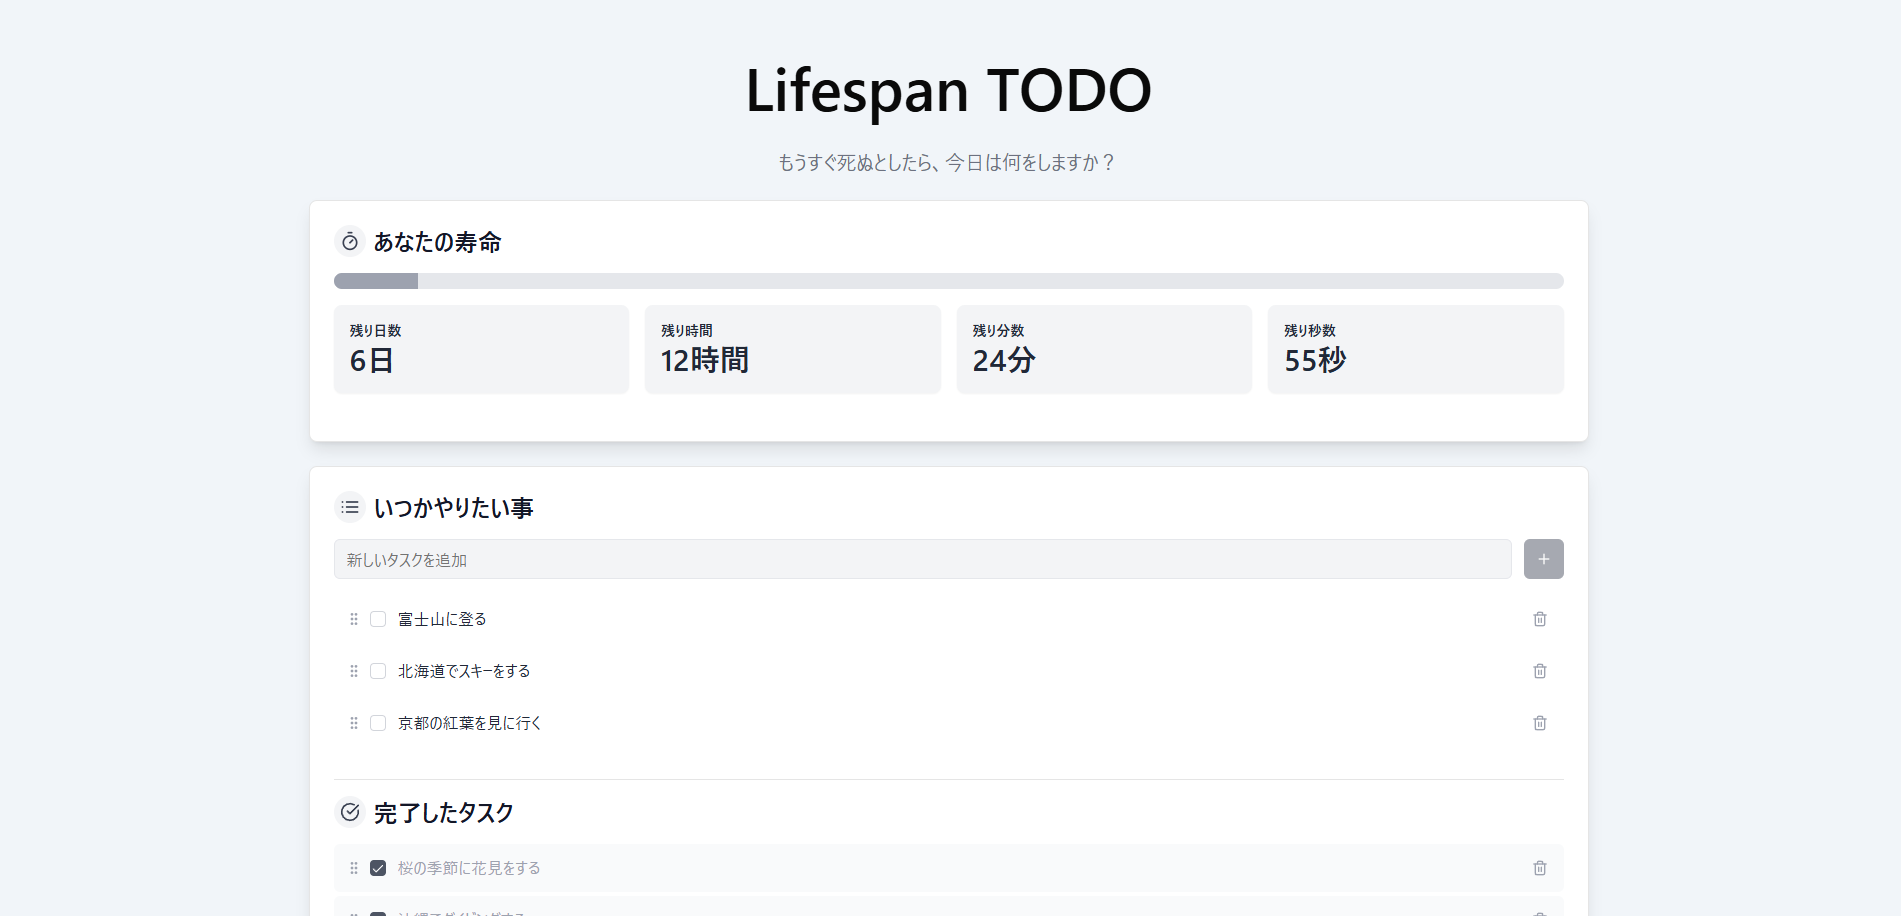 Lifespan TODO
もうすぐ死ぬとしたら、今日は何をしますか？
あなたの寿命
残り日数
6日
残り時間
12時間
残り分数
24分
残り秒数
55秒
いつかやりたい事
新しいタスクを追加
富士山に登る
北海道でスキーをする
京都の紅葉を見に行く
完了したタスク
桜の季節に花見をする